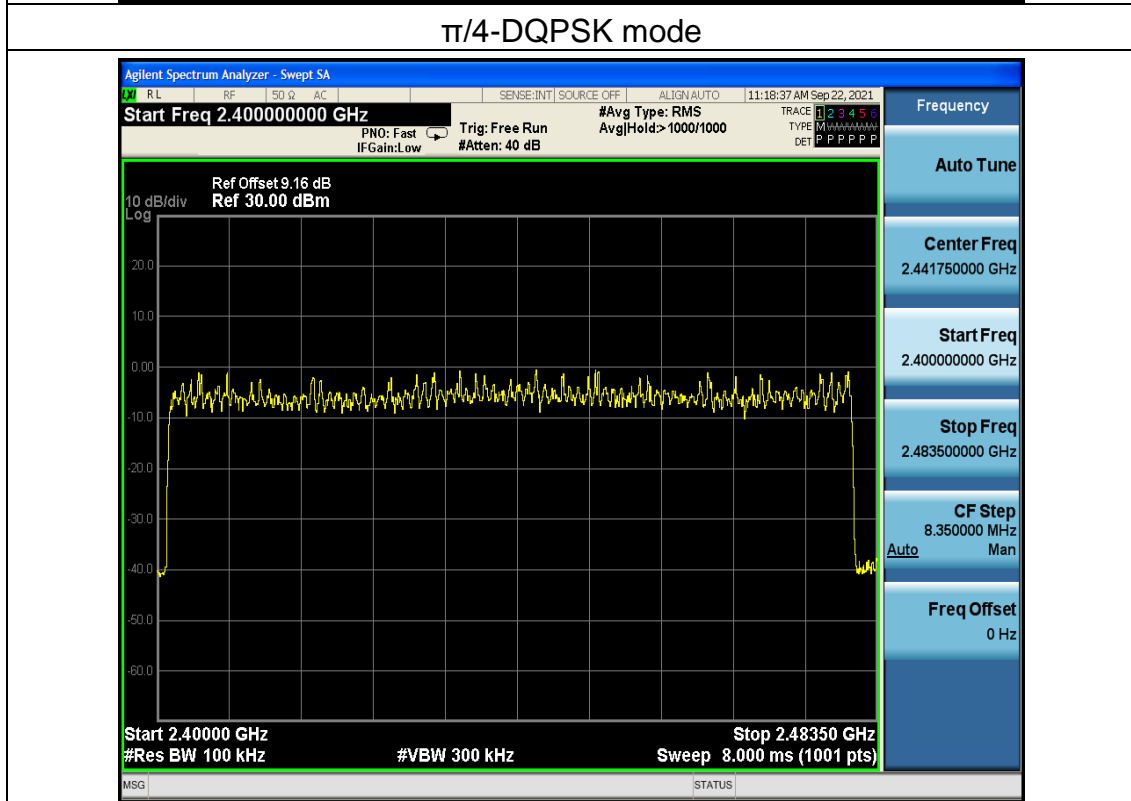 π/4-DQPSK mode
Agilent Spectrum Analyzer - Swept SA
LXI RL RF 50 Ω AC SENSE:INT SOURCE OFF ALIGN AUTO 11:18:37 AM Sep 22, 2021
Start Freq 2.400000000 GHz
PNO: Fast
IFGain:Low
Trig: Free Run
#Atten: 40 dB
#Avg Type: RMS
Avg|Hold:>1000/1000
TRACE 1 2 3 4 5 6
TYPE M
DET P P P P P P
Ref Offset 9.16 dB
10 dB/div Ref 30.00 dBm
Log
20.0
10.0
0.00
-10.0
-20.0
-30.0
-40.0
-50.0
-60.0
Start 2.40000 GHz Stop 2.48350 GHz
#Res BW 100 kHz #VBW 300 kHz Sweep 8.000 ms (1001 pts)
MSG STATUS
Frequency
Auto Tune
Center Freq
2.441750000 GHz
Start Freq
2.400000000 GHz
Stop Freq
2.483500000 GHz
CF Step
8.350000 MHz
Auto Man
Freq Offset
0 Hz